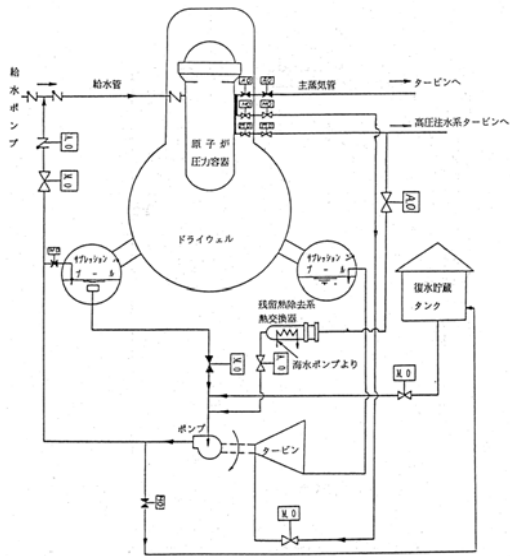 給水ポンプ
給水管
主蒸気管
タービンへ
高圧注水系タービンへ
原子炉
圧力容器
A.O
M.O
A.O
ドライウェル
サプレッション
プール
サプレッション
プール
残留熱除去系
熱交換器
復水貯蔵
タンク
海水ポンプより
M.O
A.O
M.O
ポンプ
タービン
M.O